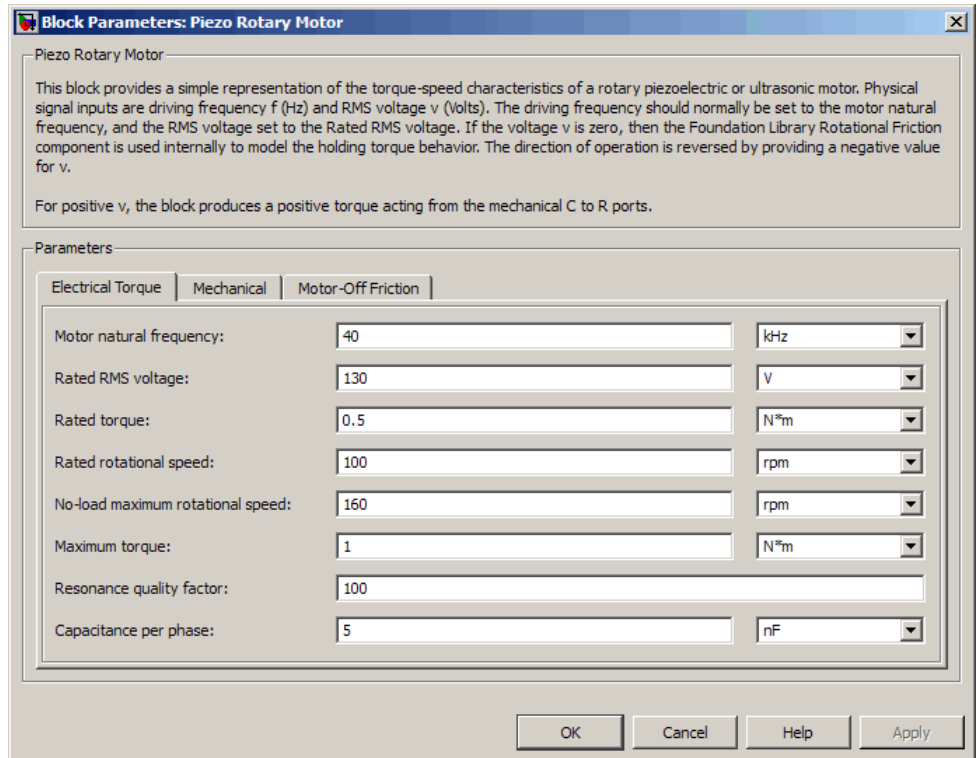 Block Parameters: Piezo Rotary Motor
Piezo Rotary Motor
This block provides a simple representation of the torque-speed characteristics of a rotary piezoelectric or ultrasonic motor. Physical
signal inputs are driving frequency f (Hz) and RMS voltage v (Volts). The driving frequency should normally be set to the motor natural
frequency, and the RMS voltage set to the Rated RMS voltage. If the voltage v is zero, then the Foundation Library Rotational Friction
component is used internally to model the holding torque behavior. The direction of operation is reversed by providing a negative value
for v.
For positive v, the block produces a positive torque acting from the mechanical C to R ports.
Parameters
Electrical Torque Mechanical Motor-Off Friction
Motor natural frequency: 40 kHz
Rated RMS voltage: 130 V
Rated torque: 0.5 N*m
Rated rotational speed: 100 rpm
No-load maximum rotational speed: 160 rpm
Maximum torque: 1 N*m
Resonance quality factor: 100
Capacitance per phase: 5 nF
OK Cancel Help Apply